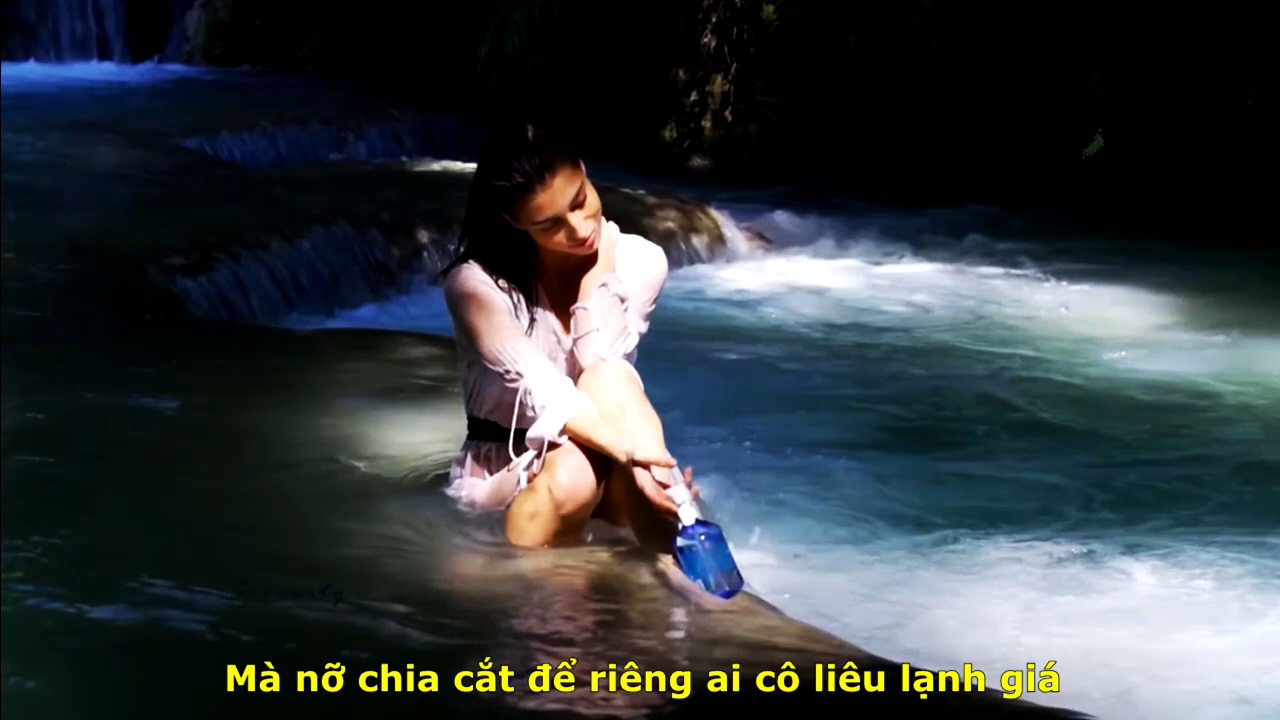 Mà nỡ chia cắt để riêng ai cô liêu lạnh giá